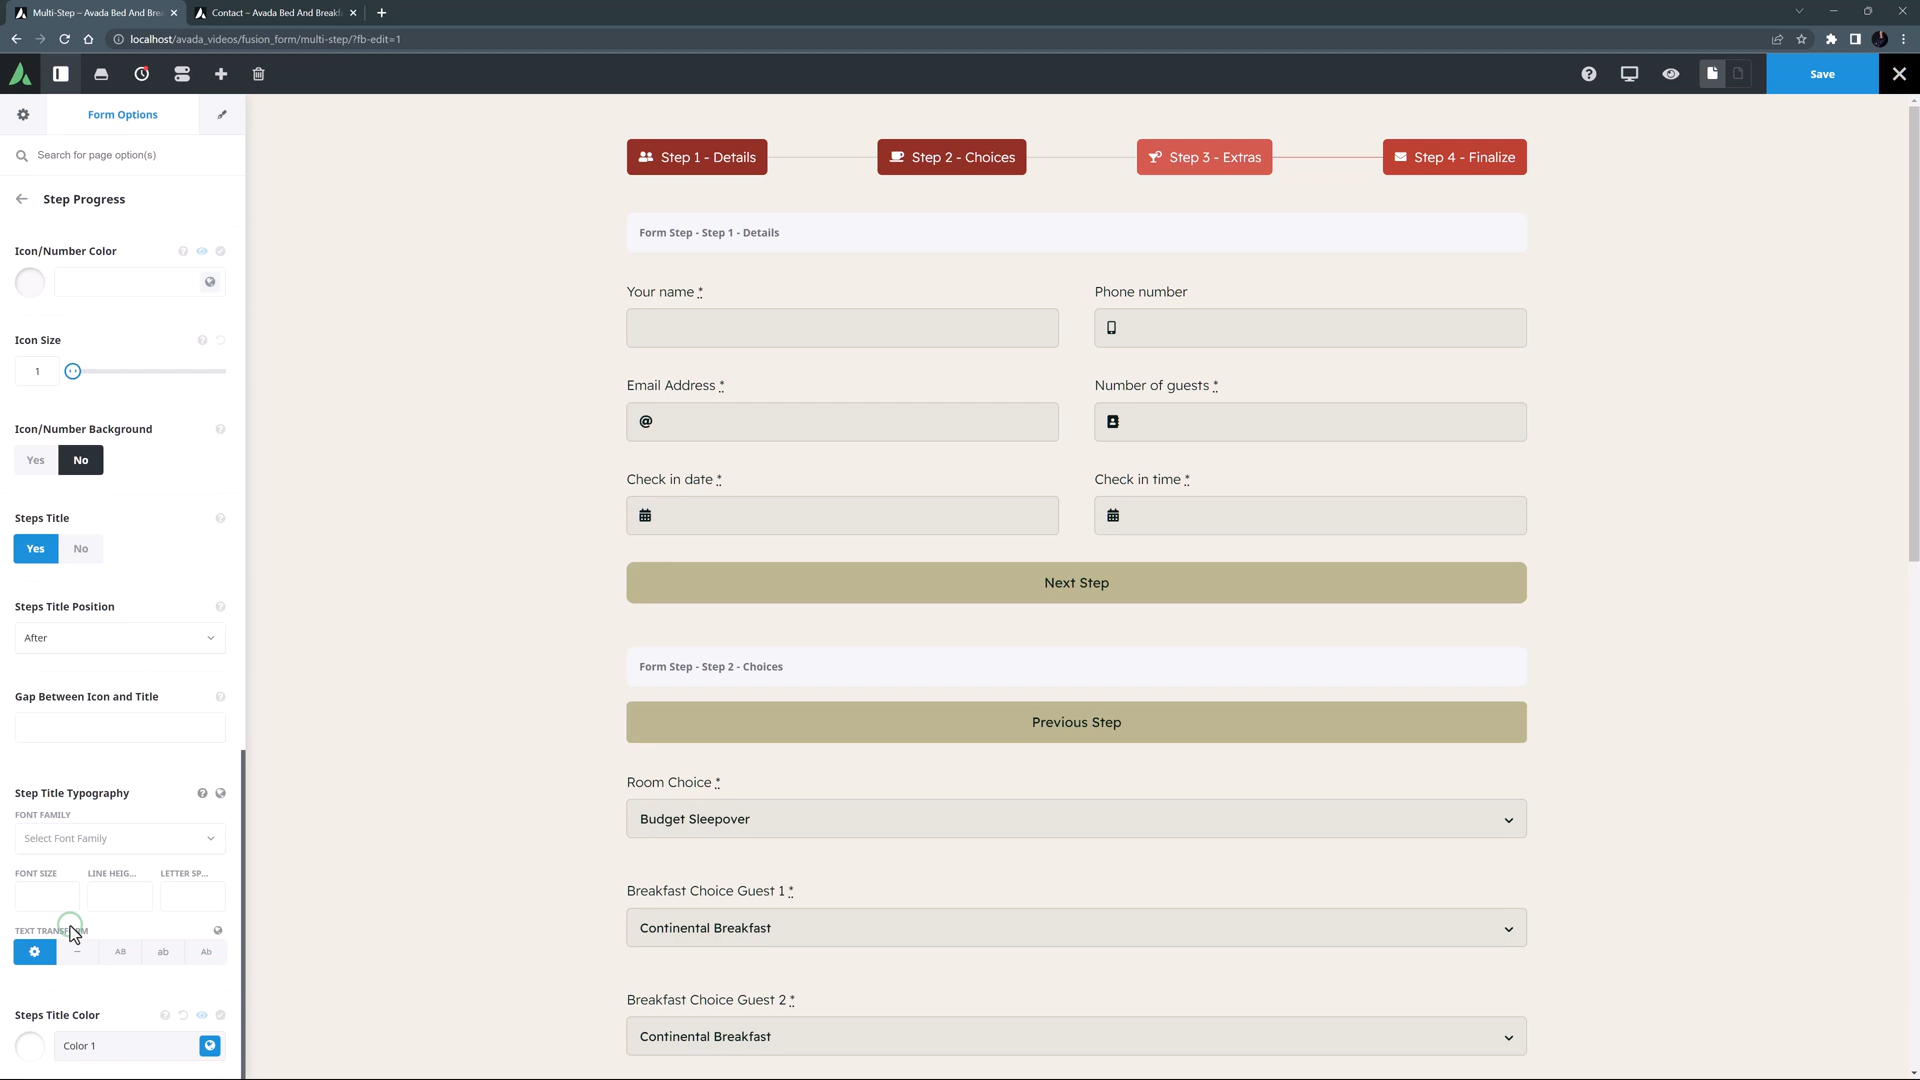 Multi-Step – Avada Bed And Brea
Contact – Avada Bed And Breakf
localhost/avada_videos/fusion_form/multi-step/?fb-edit=1
Save
Form Options
Search for page option(s)
Step Progress
Icon/Number Color
Icon Size
1
Icon/Number Background
Yes No
Steps Title
Yes No
Steps Title Position
After
Gap Between Icon and Title
Step Title Typography
FONT FAMILY
Select Font Family
FONT SIZE LINE HEIG... LETTER SP...
TEXT TRANSFORM
– AB ab Ab
Steps Title Color
Color 1
Step 1 - Details Step 2 - Choices Step 3 - Extras Step 4 - Finalize
Form Step - Step 1 - Details
Your name * Phone number
Email Address * Number of guests *
@
Check in date * Check in time *
Next Step
Form Step - Step 2 - Choices
Previous Step
Room Choice *
Budget Sleepover
Breakfast Choice Guest 1 *
Continental Breakfast
Breakfast Choice Guest 2 *
Continental Breakfast